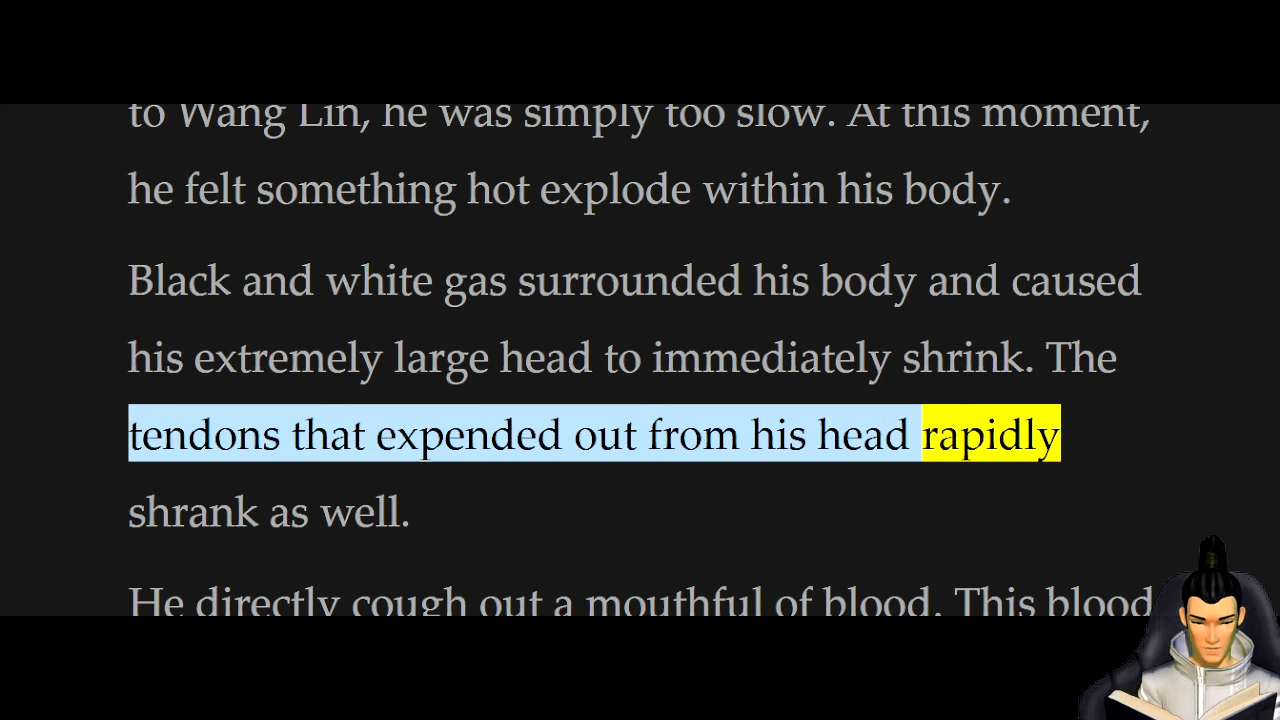 to Wang Lin, he was simply too slow. At this moment,
he felt something hot explode within his body.
Black and white gas surrounded his body and caused
his extremely large head to immediately shrink. The
tendons that expended out from his head rapidly
shrank as well.
He directly cough out a mouthful of blood. This blood